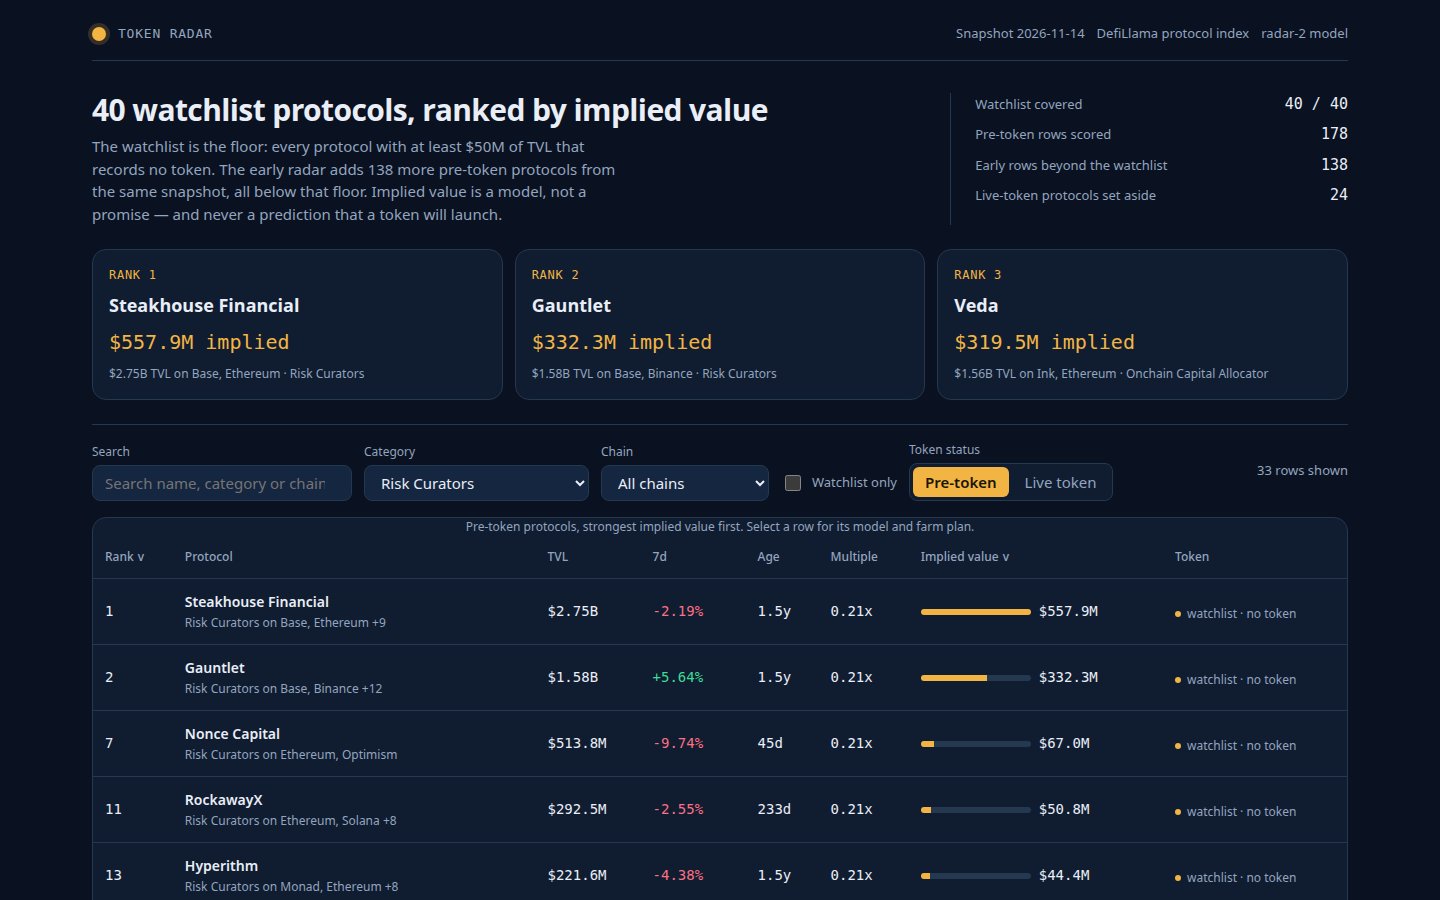 TOKEN RADAR
Snapshot 2026-11-14 DefiLlama protocol index radar-2 model
40 watchlist protocols, ranked by implied value
The watchlist is the floor: every protocol with at least $50M of TVL that
records no token. The early radar adds 138 more pre-token protocols from
the same snapshot, all below that floor. Implied value is a model, not a
promise — and never a prediction that a token will launch.
Watchlist covered 40 / 40
Pre-token rows scored 178
Early rows beyond the watchlist 138
Live-token protocols set aside 24
RANK 1
Steakhouse Financial
$557.9M implied
$2.75B TVL on Base, Ethereum · Risk Curators
RANK 2
Gauntlet
$332.3M implied
$1.58B TVL on Base, Binance · Risk Curators
RANK 3
Veda
$319.5M implied
$1.56B TVL on Ink, Ethereum · Onchain Capital Allocator
Search
Search name, category or chain
Category
Risk Curators
Chain
All chains
Watchlist only
Token status
Pre-token Live token
33 rows shown
Pre-token protocols, strongest implied value first. Select a row for its model and farm plan.
Rank v Protocol TVL 7d Age Multiple Implied value v Token
1 Steakhouse Financial $2.75B -2.19% 1.5y 0.21x $557.9M watchlist · no token
Risk Curators on Base, Ethereum +9
2 Gauntlet $1.58B +5.64% 1.5y 0.21x $332.3M watchlist · no token
Risk Curators on Base, Binance +12
7 Nonce Capital $513.8M -9.74% 45d 0.21x $67.0M watchlist · no token
Risk Curators on Ethereum, Optimism
11 RockawayX $292.5M -2.55% 233d 0.21x $50.8M watchlist · no token
Risk Curators on Ethereum, Solana +8
13 Hyperithm $221.6M -4.38% 1.5y 0.21x $44.4M watchlist · no token
Risk Curators on Monad, Ethereum +8